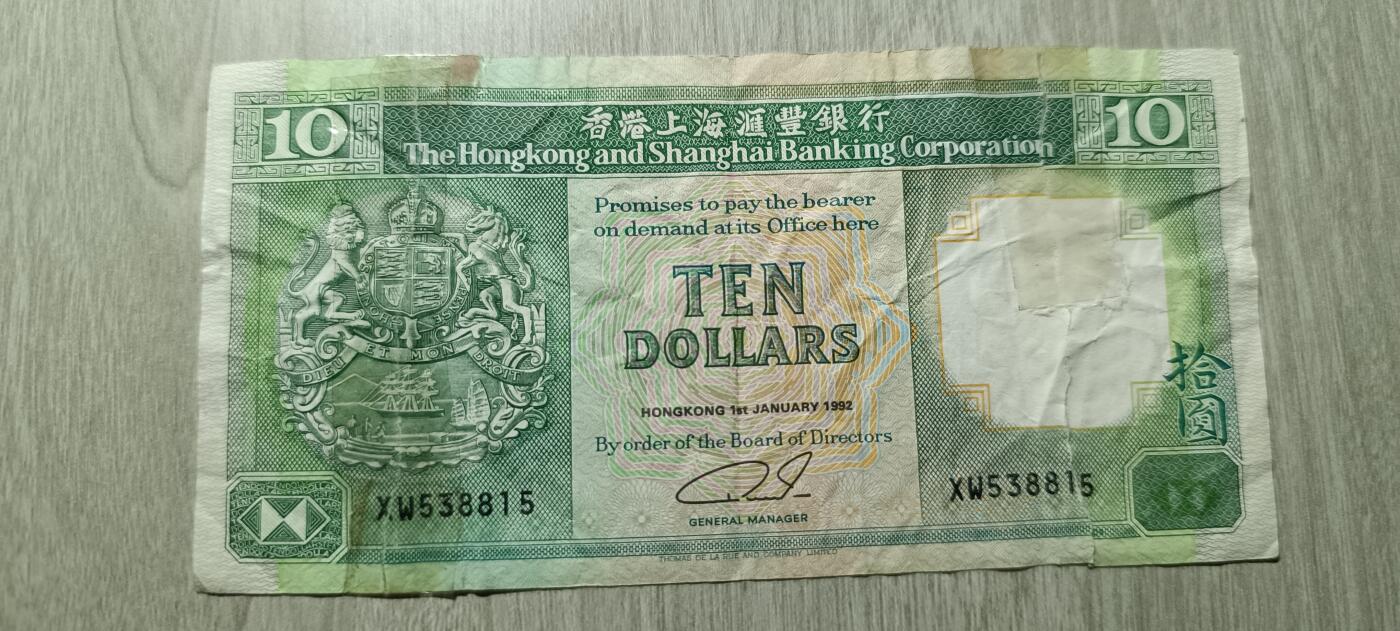 10 10
香港上海滙豐銀行
The Hongkong and Shanghai Banking Corporation
Promises to pay the bearer
on demand at its Office here
TEN
DOLLARS
DIEU ET MON DROIT
HONGKONG 1st JANUARY 1992
拾圓
By order of the Board of Directors
XW538815 XW538815
GENERAL MANAGER
THOMAS DE LA RUE AND COMPANY LIMITED